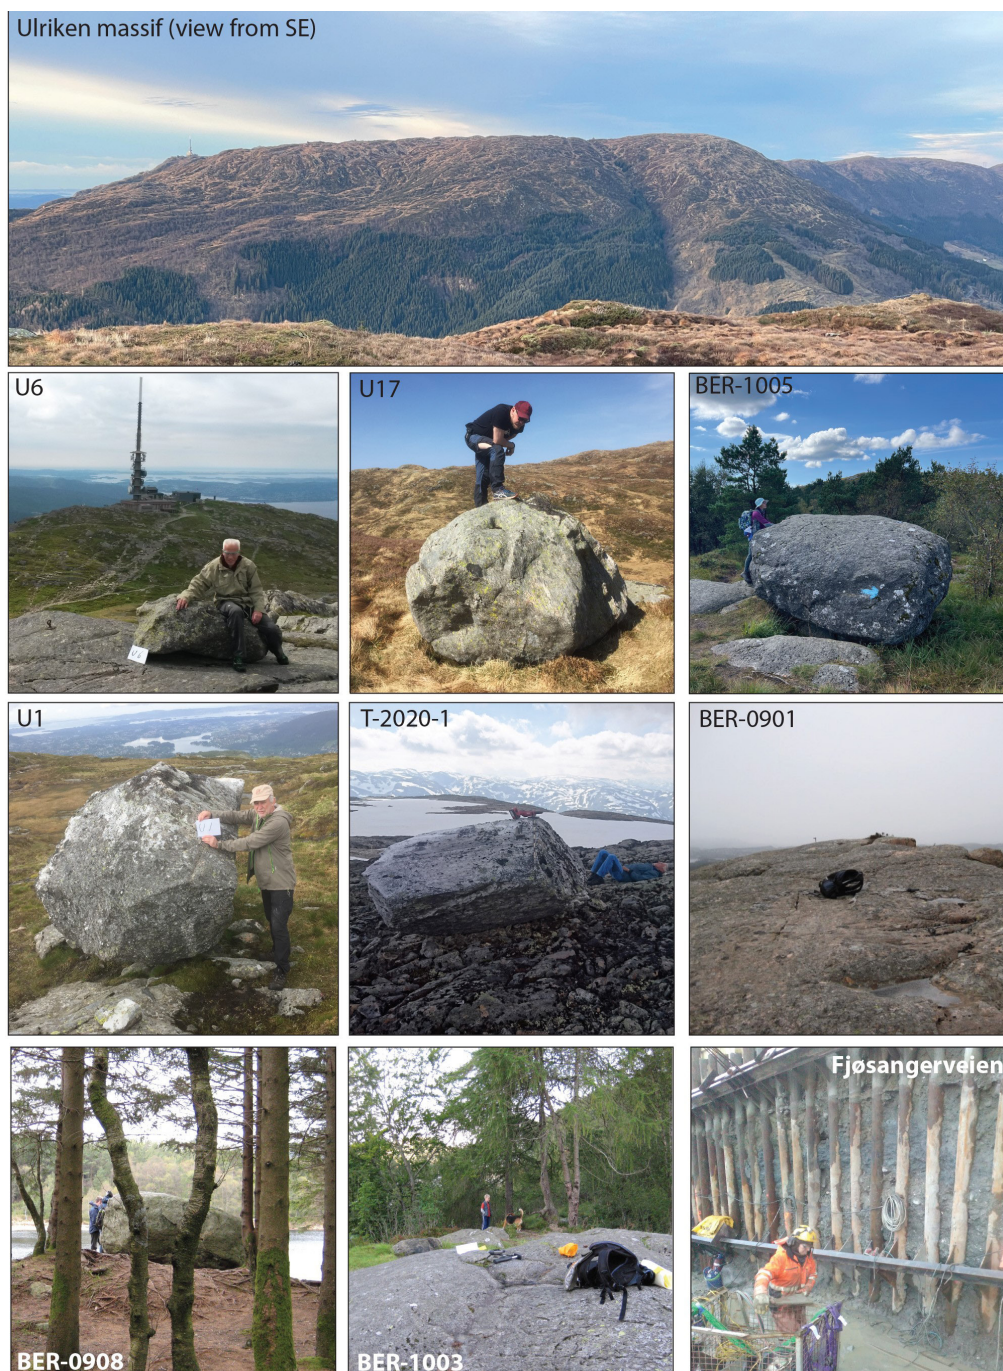 Ulriken massif (view from SE)
U6
U17
BER-1005
U1
T-2020-1
BER-0901
U1
Fjøsangerveien
BER-0908
BER-1003